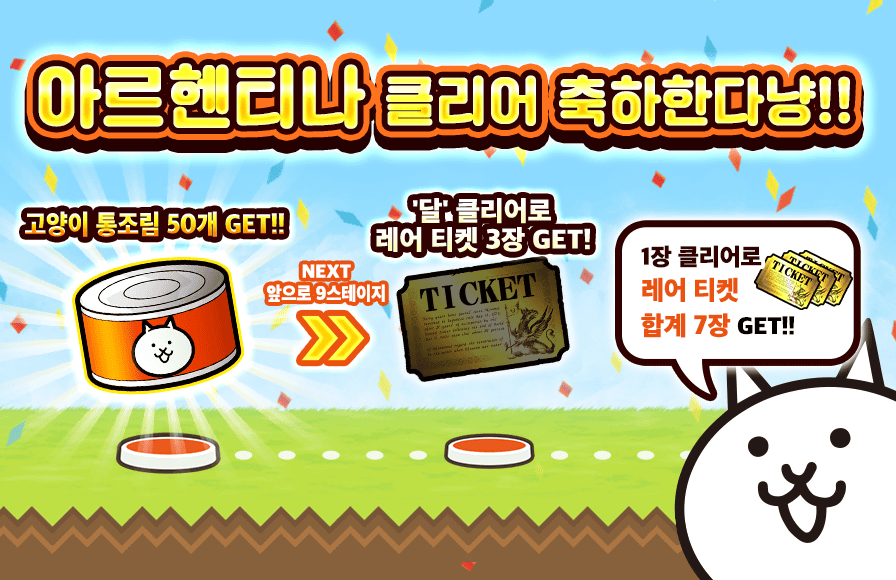 아르헨티나 클리어 축하한다냥!!
고양이 통조림 50개 GET!!
NEXT
앞으로 9스테이지
'달' 클리어로
레어 티켓 3장 GET!
TICKET
1장 클리어로
레어 티켓
합계 7장 GET!!
TICKET